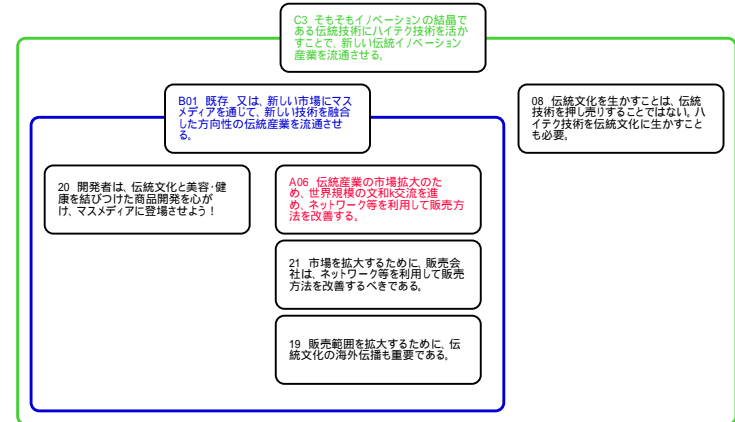 C3 そもそもイノベーションの結晶で
ある伝統技術にハイテク技術を活か
すことで、新しい伝統イノベーション
産業を流通させる。
B01 既存 又は、新しい市場にマス
メディアを通じて、新しい技術を融合
した方向性の伝統産業を流通させ
る。
08 伝統文化を生かすことは、伝統
技術を押し売りすることではない。ハ
イテク技術を伝統文化に生かすこと
も必要。
20 開発者は、伝統文化と美容・健
康を結びつけた商品開発を心が
け、マスメディアに登場させよう！
A06 伝統産業の市場拡大のた
め、世界規模の文和k交流を進
め、ネットワーク等を利用して販売方
法を改善する。
21 市場を拡大するために、販売会
社は、ネットワーク等を利用して販売
方法を改善するべきである。
19 販売範囲を拡大するために、伝
統文化の海外伝播も重要である。